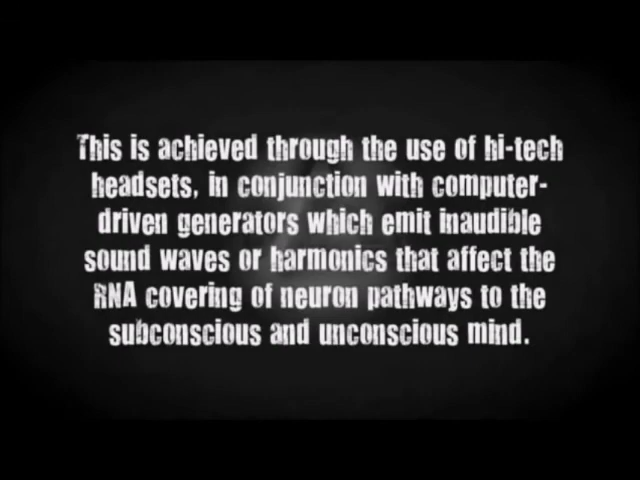 This is achieved through the use of hi-tech
headsets, in conjunction with computer-
driven generators which emit inaudible
sound waves or harmonics that affect the
RNA covering of neuron pathways to the
subconscious and unconscious mind.